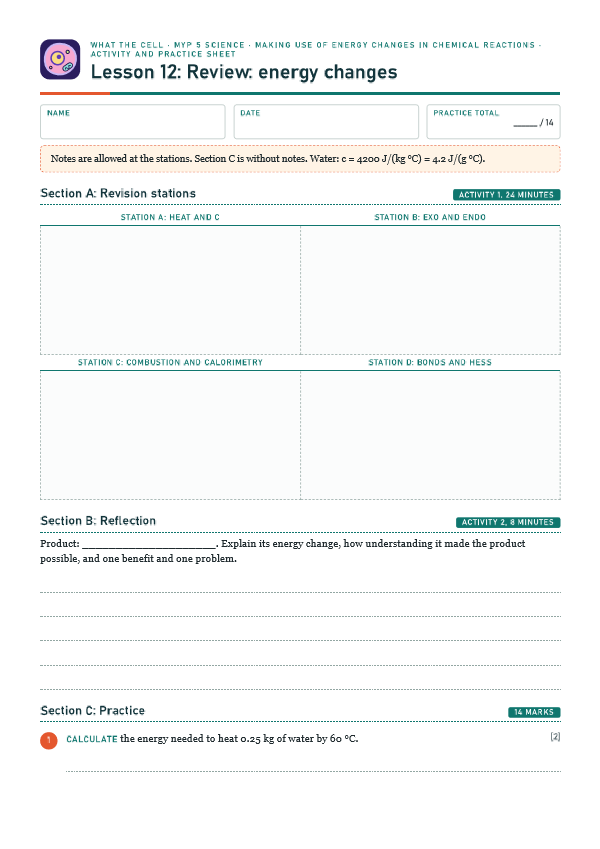 WHAT THE CELL · MYP 5 SCIENCE · MAKING USE OF ENERGY CHANGES IN CHEMICAL REACTIONS ·
ACTIVITY AND PRACTICE SHEET
Lesson 12: Review: energy changes
NAME
DATE
PRACTICE TOTAL
_____ / 14
Notes are allowed at the stations. Section C is without notes. Water: c = 4200 J/(kg °C) = 4.2 J/(g °C).
Section A: Revision stations
ACTIVITY 1, 24 MINUTES
STATION A: HEAT AND C
STATION B: EXO AND ENDO
STATION C: COMBUSTION AND CALORIMETRY
STATION D: BONDS AND HESS
Section B: Reflection
ACTIVITY 2, 8 MINUTES
Product: ________________________. Explain its energy change, how understanding it made the product
possible, and one benefit and one problem.
Section C: Practice
14 MARKS
1 CALCULATE the energy needed to heat 0.25 kg of water by 60 °C.
[2]